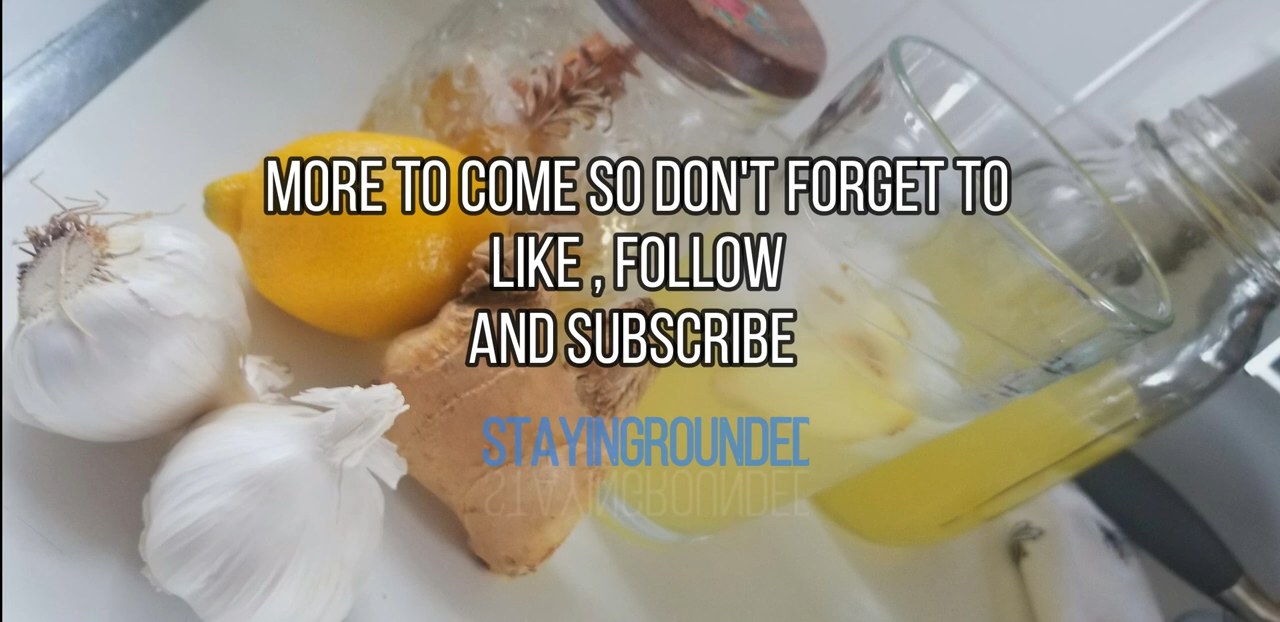 MORE TO COME SO DON'T FORGET TO
LIKE , FOLLOW
AND SUBSCRIBE
STAYINGROUNDED